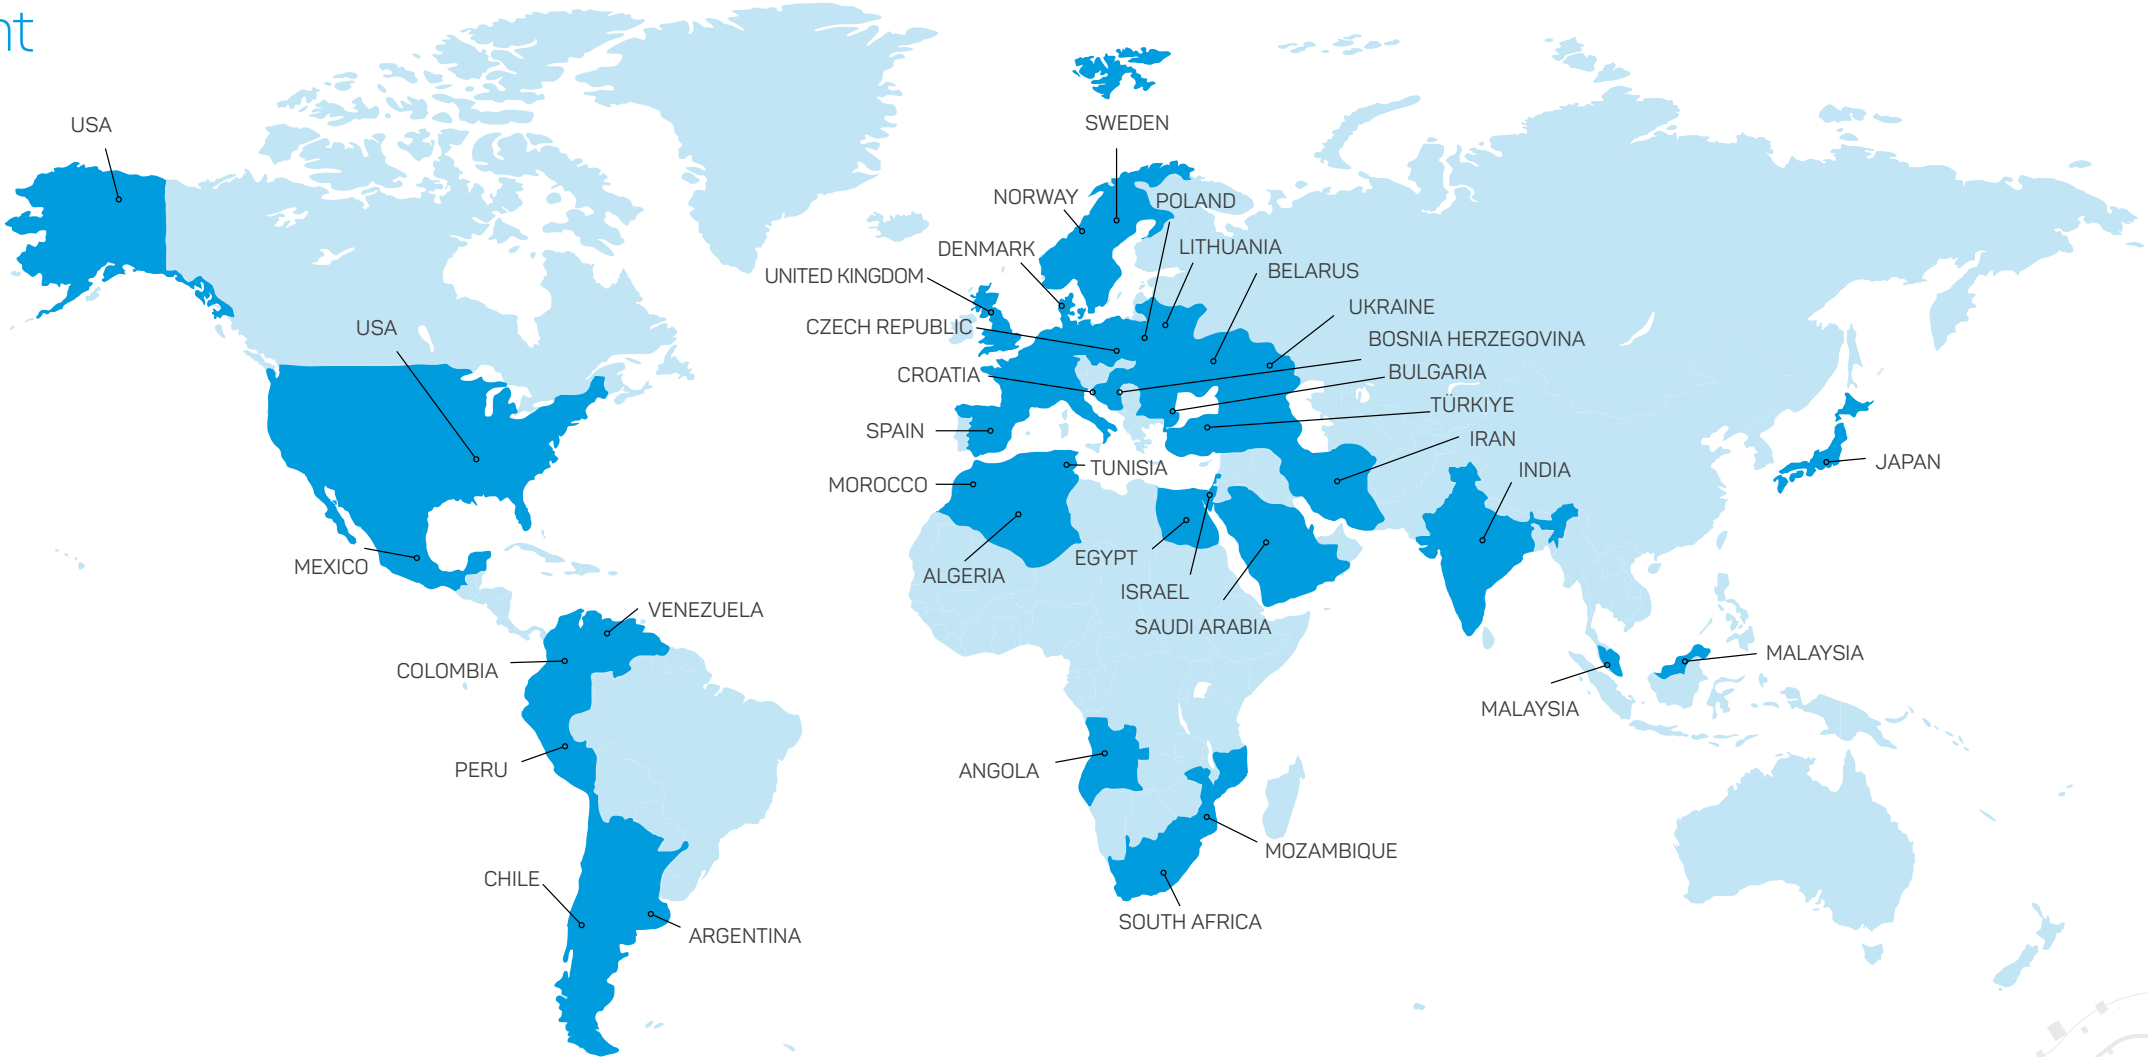 nt
USA
SWEDEN
NORWAY
POLAND
DENMARK
LITHUANIA
BELARUS
UNITED KINGDOM
UKRAINE
USA
CZECH REPUBLIC
BOSNIA HERZEGOVINA
CROATIA
BULGARIA
TÜRKIYE
SPAIN
IRAN
TUNISIA
INDIA
JAPAN
MOROCCO
MEXICO
ALGERIA
EGYPT
ISRAEL
VENEZUELA
SAUDI ARABIA
COLOMBIA
MALAYSIA
MALAYSIA
PERU
ANGOLA
MOZAMBIQUE
CHILE
SOUTH AFRICA
ARGENTINA